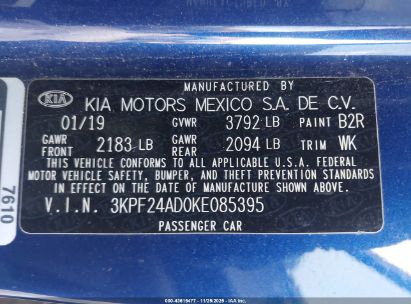 MANUFACTURED BY
KIA KIA MOTORS MEXICO S.A. DE C.V.
01/19 GVWR 3792 LB PAINT B2R
GAWR FRONT 2183 LB GAWR REAR 2094 LB TRIM WK
THIS VEHICLE CONFORMS TO ALL APPLICABLE U.S. FEDERAL
MOTOR VEHICLE SAFETY, BUMPER, AND THEFT PREVENTION
STANDARDS IN EFFECT ON THE DATE OF MANUFACTURE SHOWN ABOVE.
V.I.N. 3KPF24AD0KE085395
PASSENGER CAR
7610